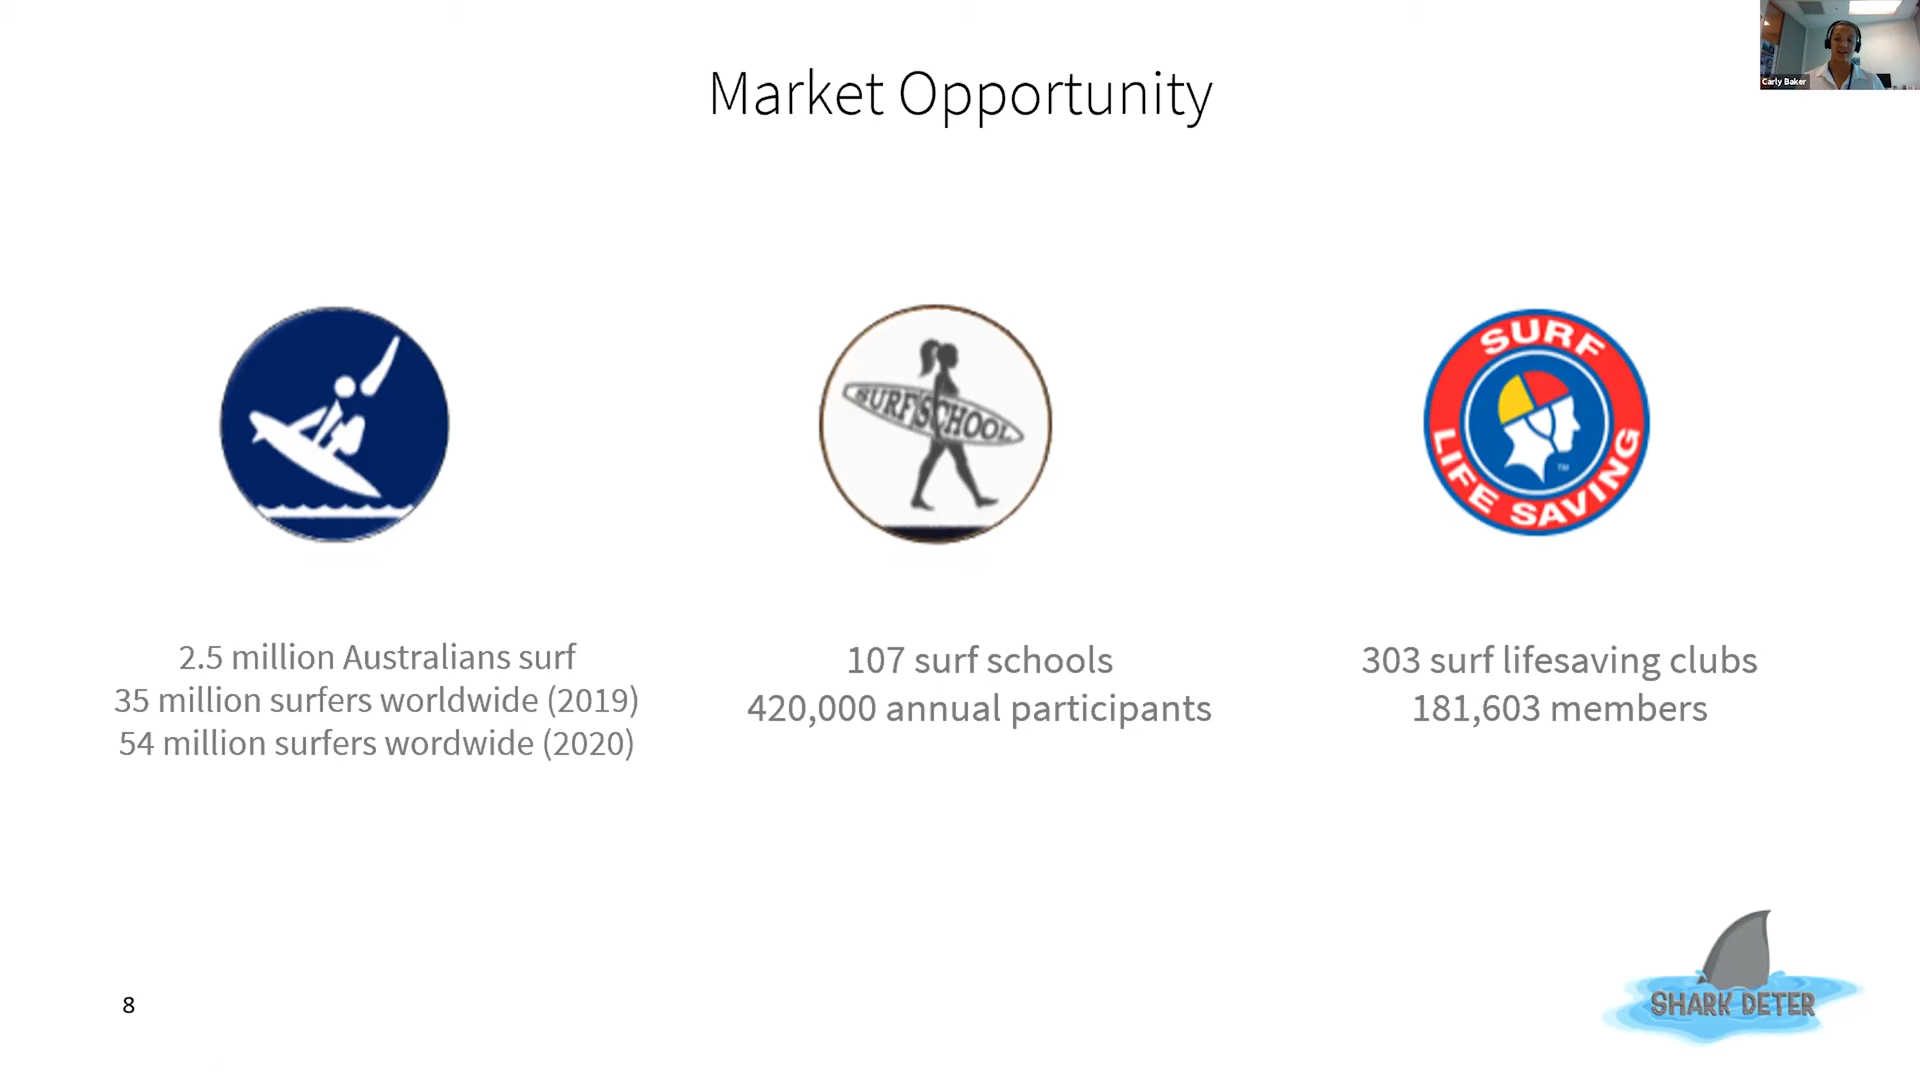 Carly Baker
Market Opportunity
SURF SCHOOL
SURF
LIFE SAVING
TM
2.5 million Australians surf
35 million surfers worldwide (2019)
54 million surfers wordwide (2020)
107 surf schools
420,000 annual participants
303 surf lifesaving clubs
181,603 members
8
SHARK DETER